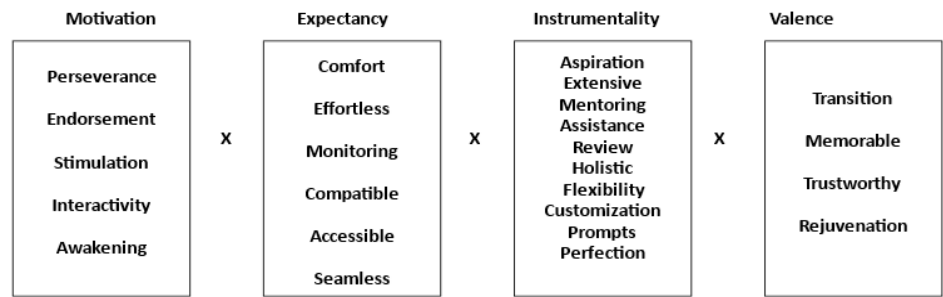 Motivation
Expectancy
Instrumentality
Valence
Perseverance
Endorsement
Stimulation
Interactivity
Awakening
X
Comfort
Effortless
Monitoring
Compatible
Accessible
Seamless
X
Aspiration
Extensive
Mentoring
Assistance
Review
Holistic
Flexibility
Customization
Prompts
Perfection
X
Transition
Memorable
Trustworthy
Rejuvenation